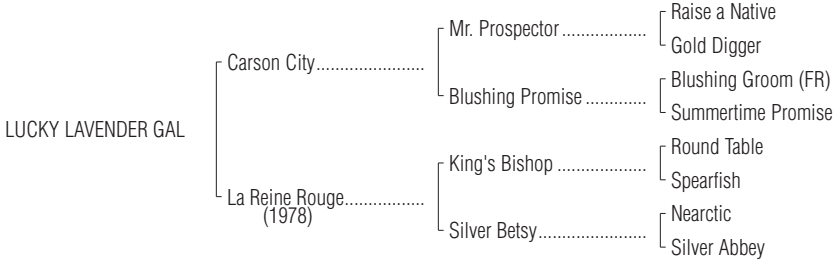 Raise a Native
Mr. Prospector ......................
Gold Digger
Carson City...........................
Blushing Groom (FR)
Blushing Promise ................
Summertime Promise
LUCKY LAVENDER GAL
Round Table
King's Bishop .......................
Spearfish
La Reine Rouge....................
(1978)
Nearctic
Silver Betsy...........................
Silver Abbey